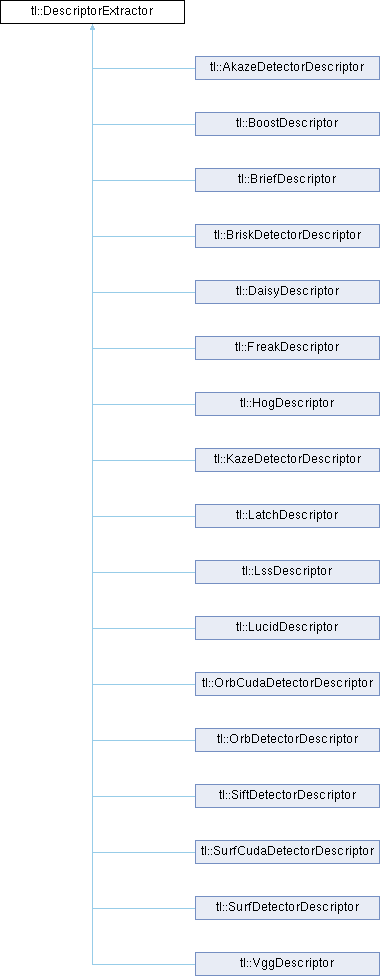 tl::DescriptorExtractor
tl::AkazeDetectorDescriptor
tl::BoostDescriptor
tl::BriefDescriptor
tl::BriskDetectorDescriptor
tl::DaisyDescriptor
tl::FreakDescriptor
tl::HogDescriptor
tl::KazeDetectorDescriptor
tl::LatchDescriptor
tl::LssDescriptor
tl::LucidDescriptor
tl::OrbCudaDetectorDescriptor
tl::OrbDetectorDescriptor
tl::SiftDetectorDescriptor
tl::SurfCudaDetectorDescriptor
tl::SurfDetectorDescriptor
tl::VggDescriptor